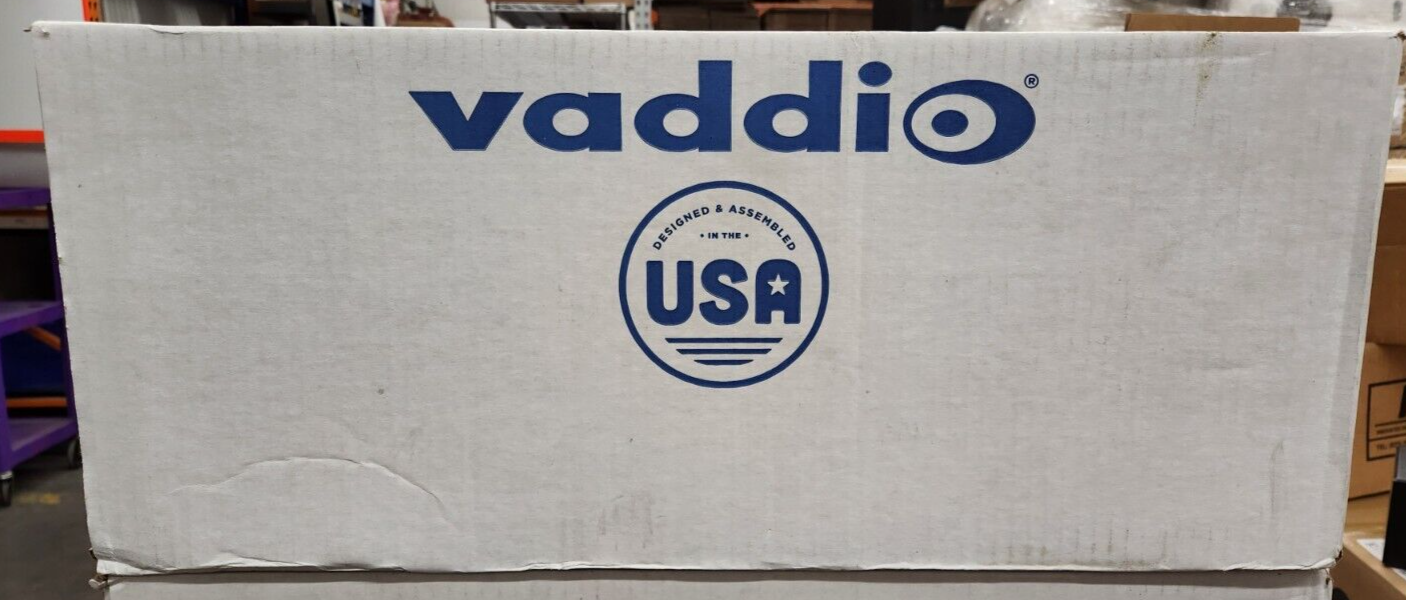 vaddio®
DESIGNED & ASSEMBLED
• IN THE •
USA